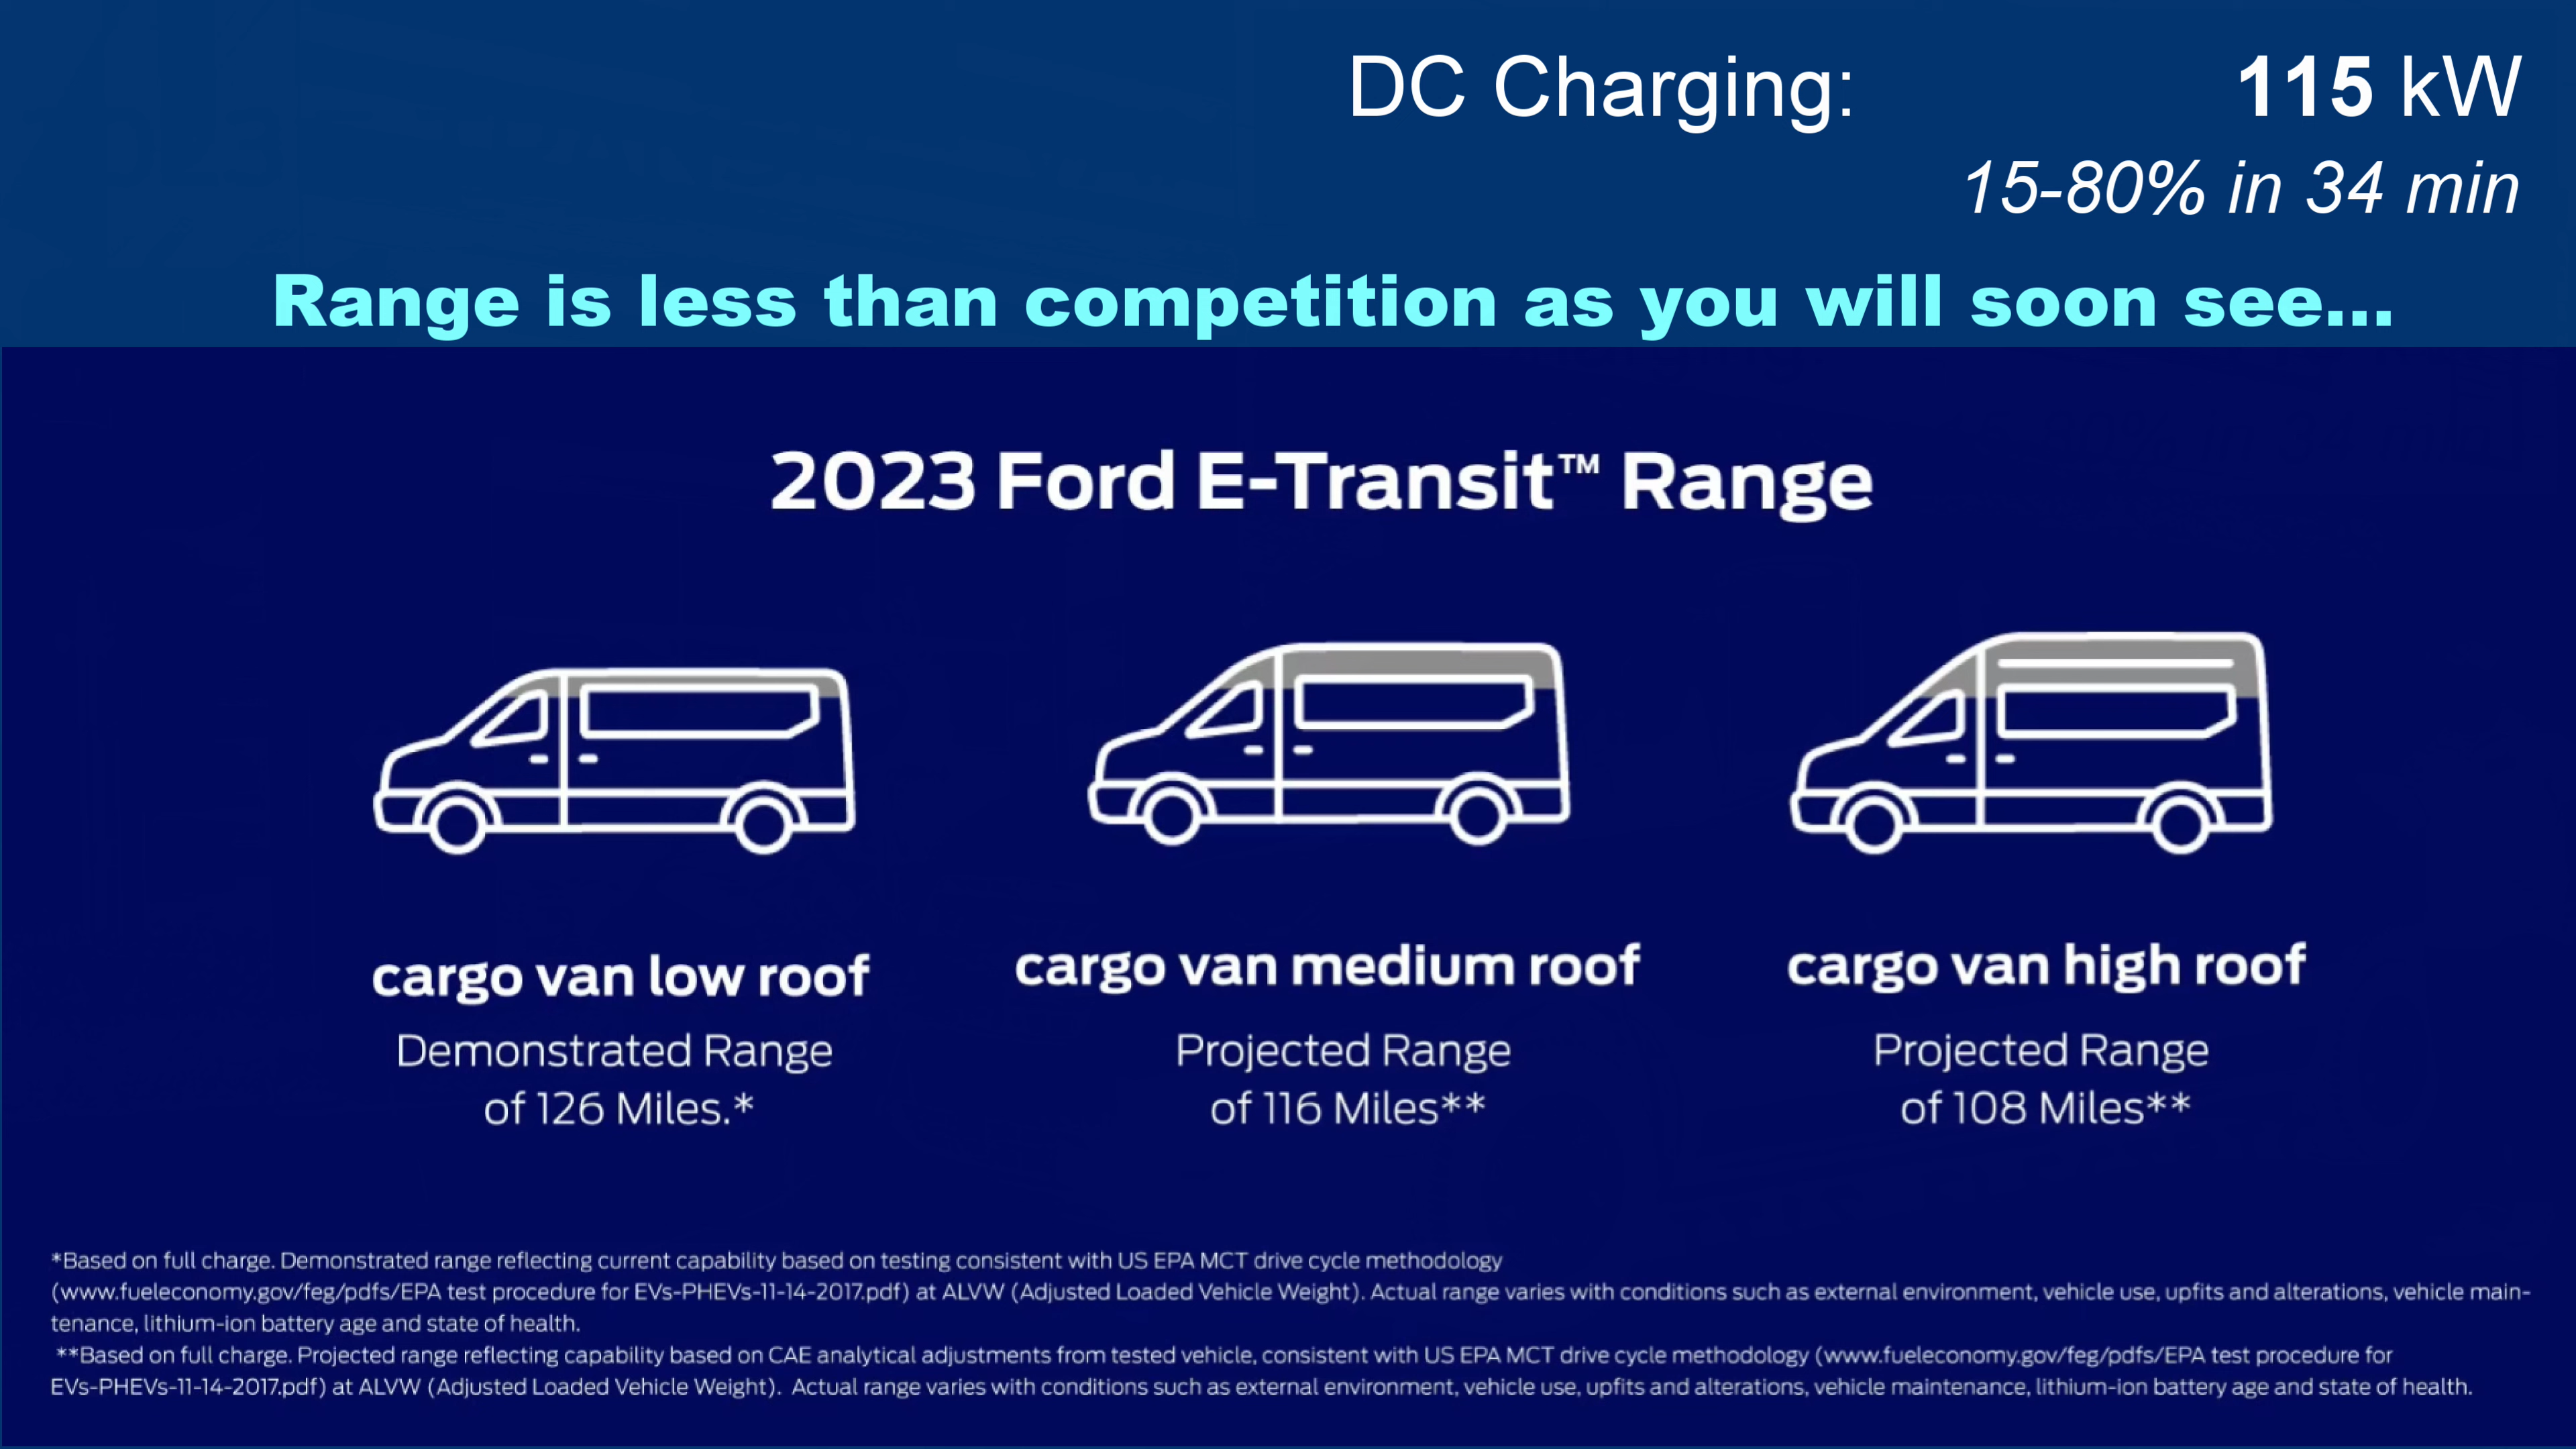 DC Charging: 115 kW
15-80% in 34 min
Range is less than competition as you will soon see...
2023 Ford E-Transit™ Range
cargo van low roof
Demonstrated Range
of 126 Miles.*
cargo van medium roof
Projected Range
of 116 Miles**
cargo van high roof
Projected Range
of 108 Miles**
*Based on full charge. Demonstrated range reflecting current capability based on testing consistent with US EPA MCT drive cycle methodology
(www.fueleconomy.gov/feg/pdfs/EPA test procedure for EVs-PHEVs-11-14-2017.pdf) at ALVW (Adjusted Loaded Vehicle Weight). Actual range varies with conditions such as external environment, vehicle use, upfits and alterations, vehicle main-
tenance, lithium-ion battery age and state of health.
**Based on full charge. Projected range reflecting capability based on CAE analytical adjustments from tested vehicle, consistent with US EPA MCT drive cycle methodology (www.fueleconomy.gov/feg/pdfs/EPA test procedure for
EVs-PHEVs-11-14-2017.pdf) at ALVW (Adjusted Loaded Vehicle Weight). Actual range varies with conditions such as external environment, vehicle use, upfits and alterations, vehicle maintenance, lithium-ion battery age and state of health.